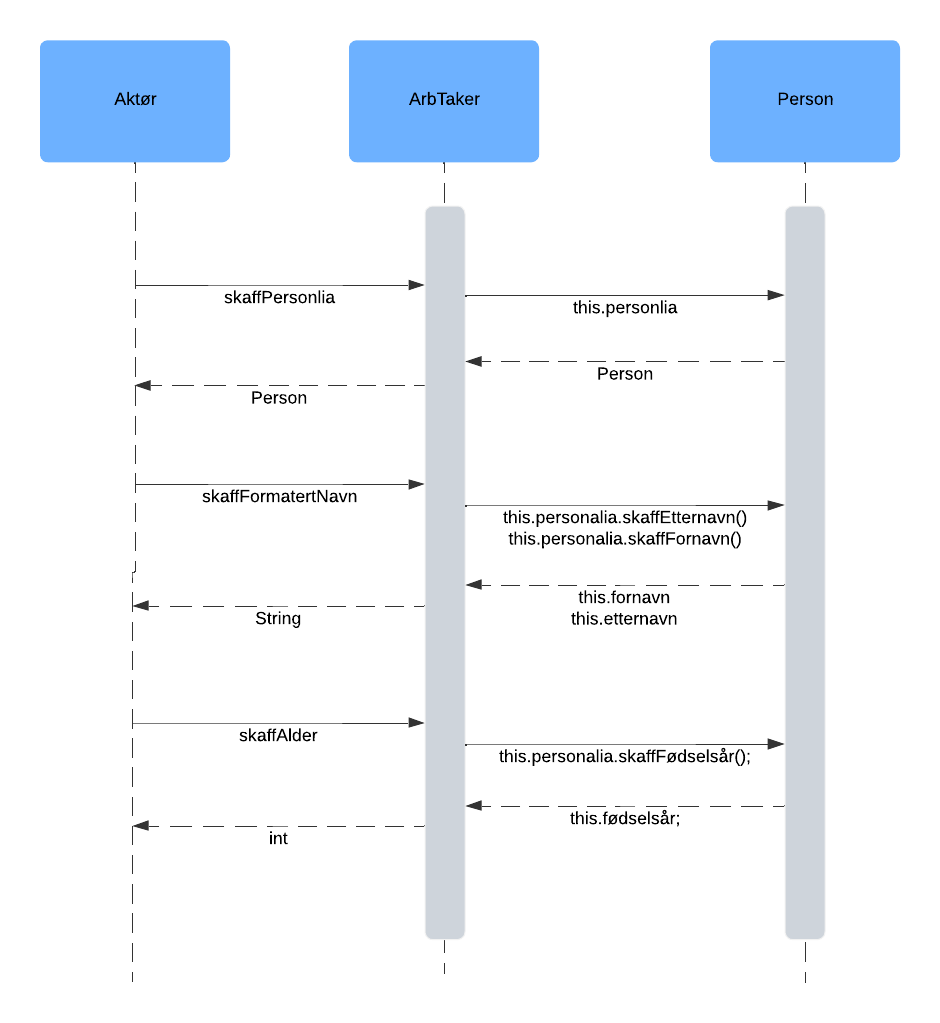 Aktør
ArbTaker
Person
skaffPersonlia
this.personlia
Person
Person
skaffFormatertNavn
this.personalia.skaffEtternavn()
this.personalia.skaffFornavn()
this.fornavn
this.etternavn
String
skaffAlder
this.personalia.skaffFødselsår();
this.fødselsår;
int